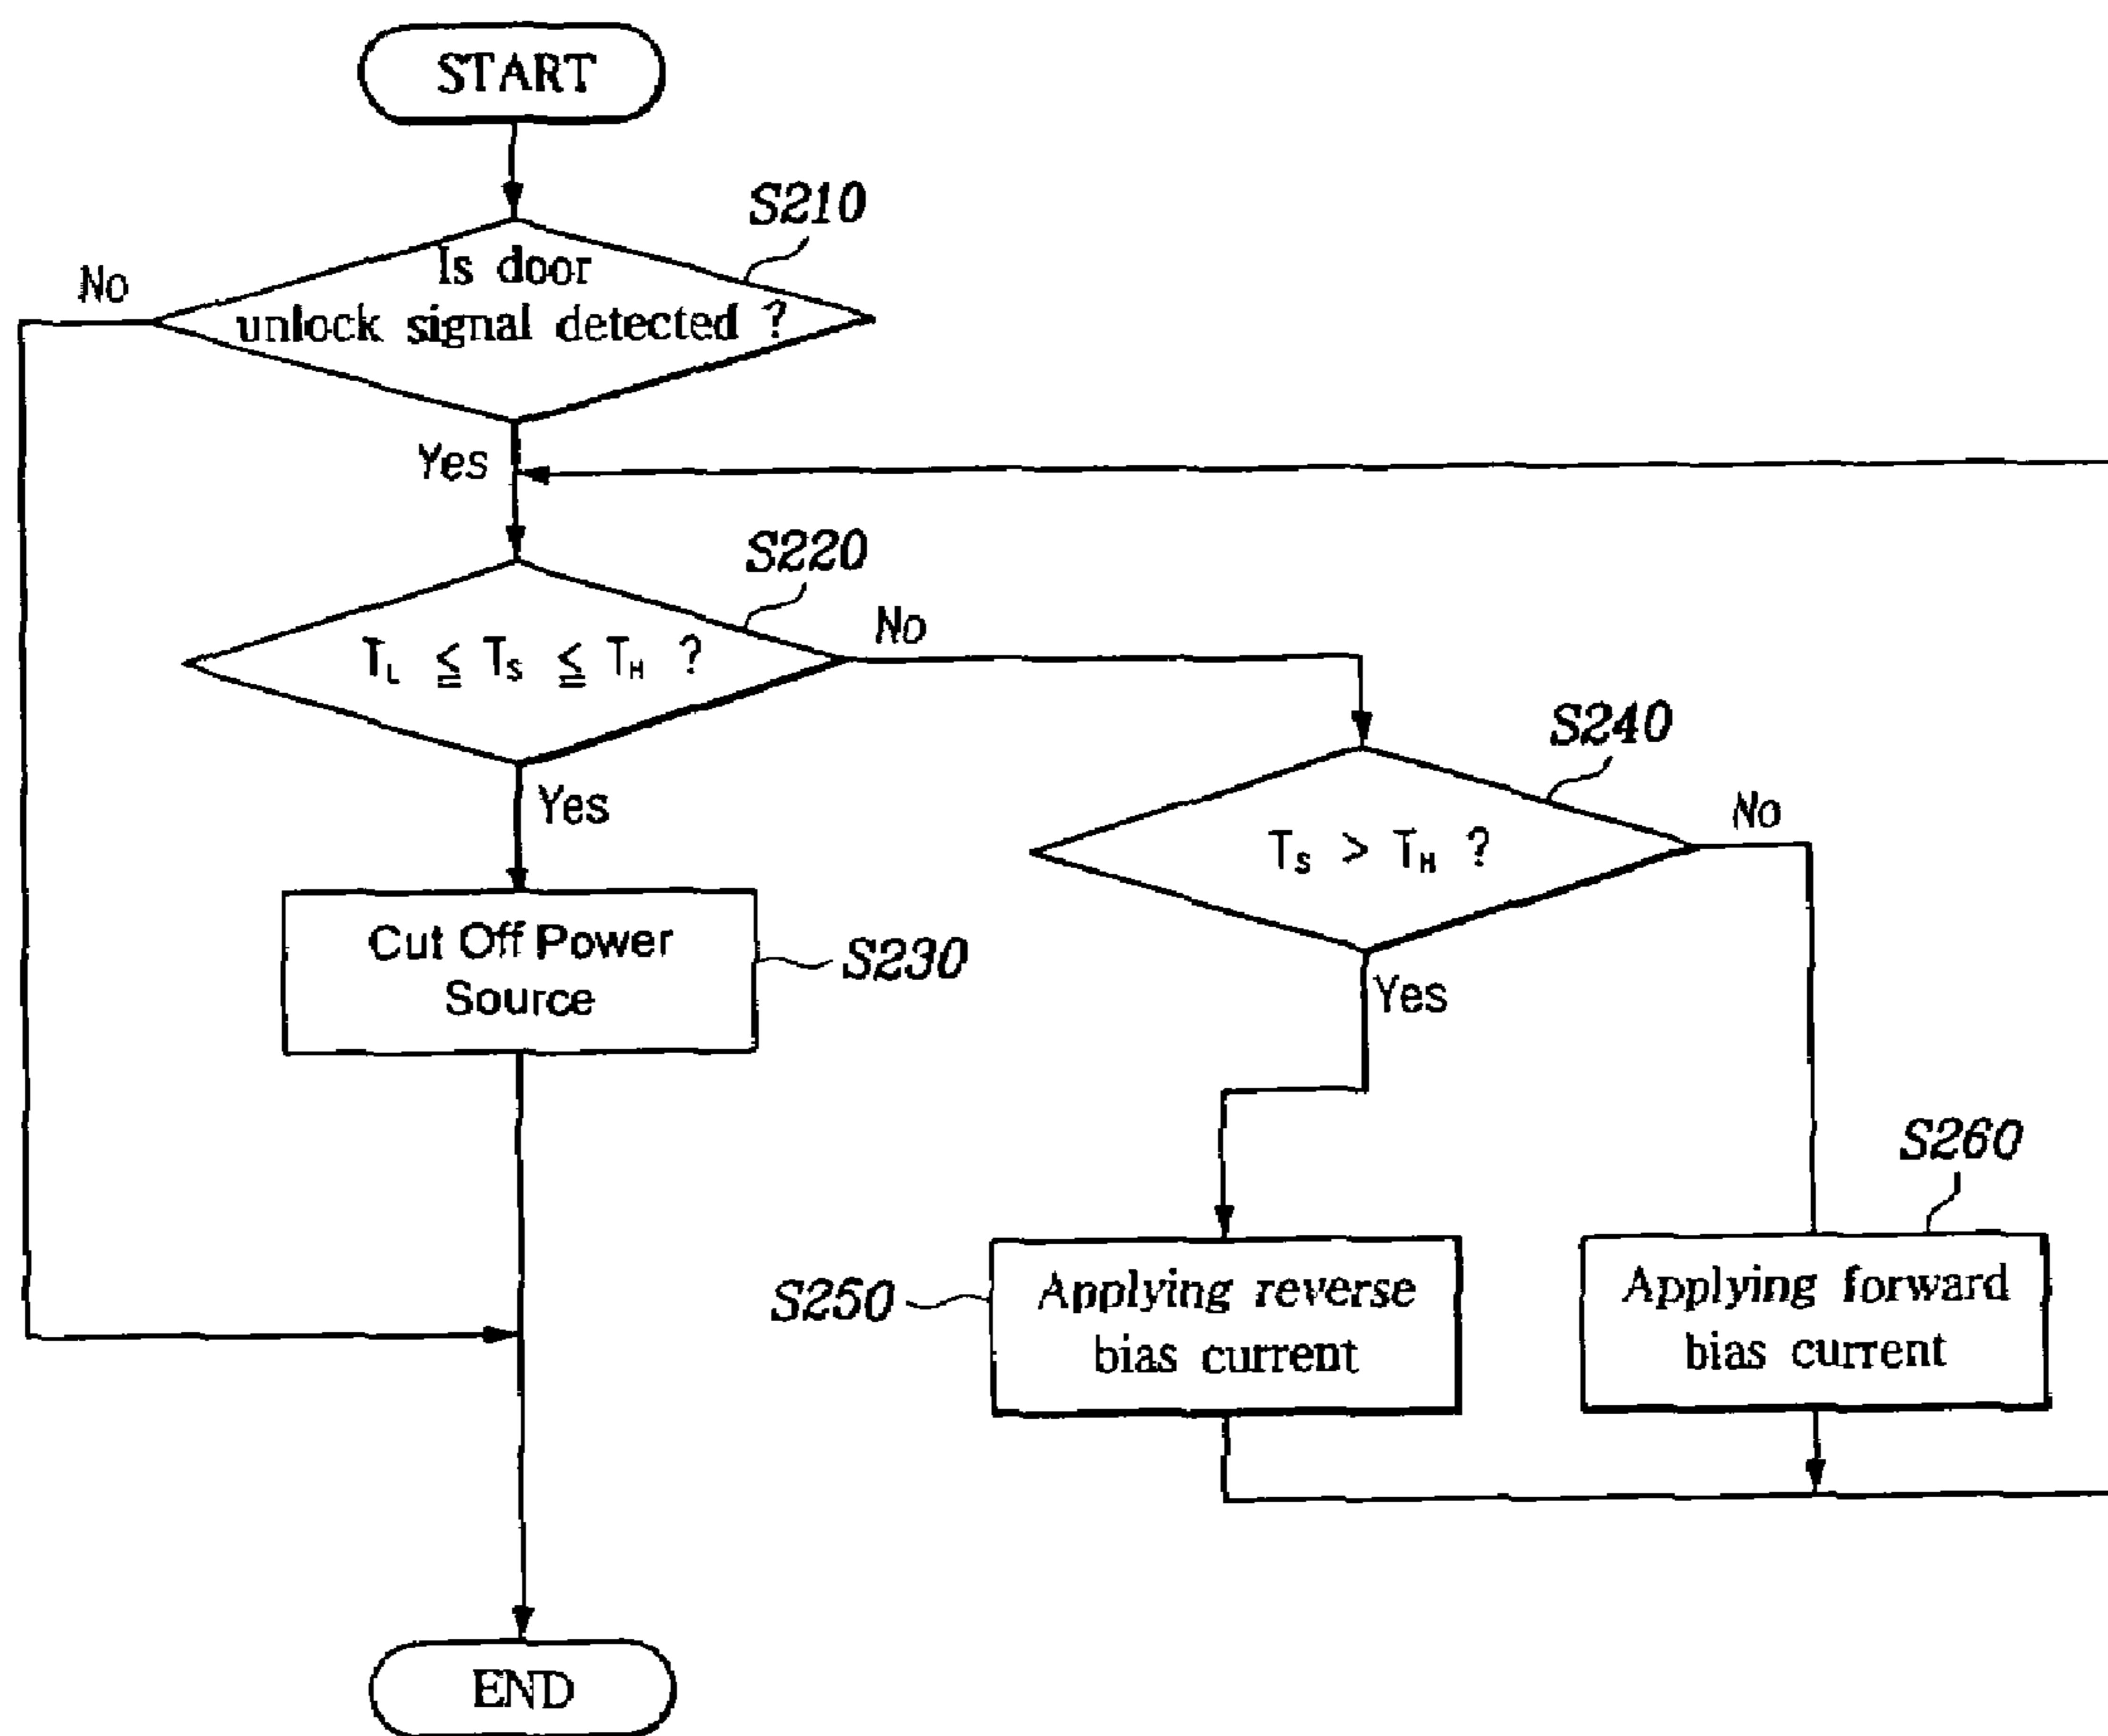 START
S210
No
Is door
unlock signal detected ?
Yes
S220
No
T_L ≦ T_S ≦ T_H ?
S240
Yes
No
T_S > T_H ?
Cut Off Power
Source
S230
Yes
S260
S250
Applying reverse
bias current
Applying forward
bias current
END